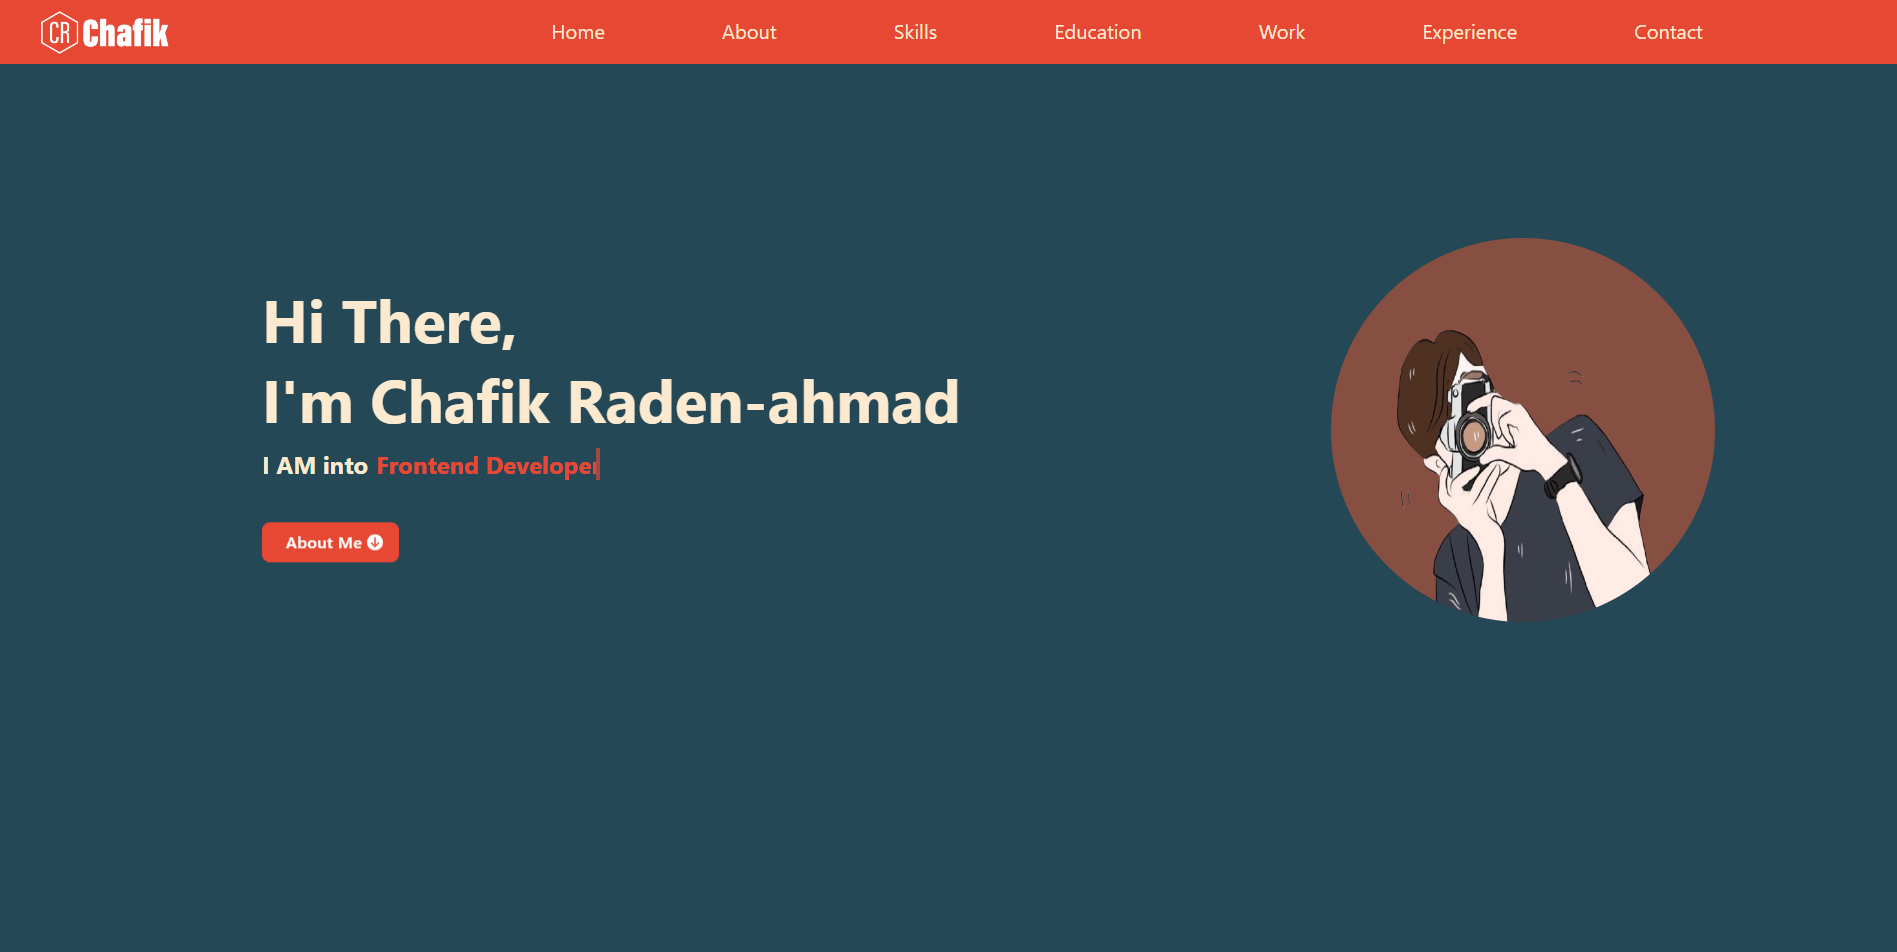 CR Chafik
Home About Skills Education Work Experience Contact
Hi There,
I'm Chafik Raden-ahmad
I AM into Frontend Developer
About Me